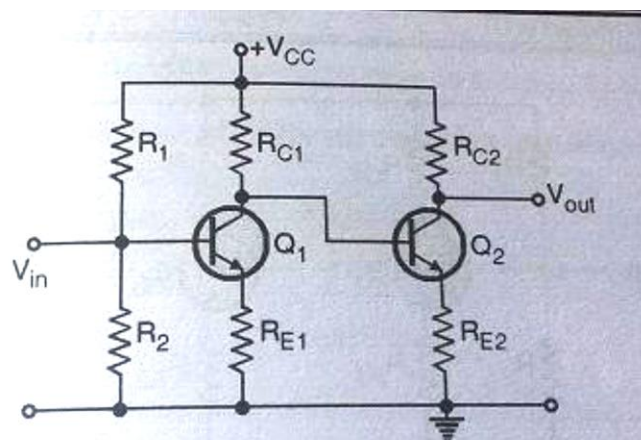 +VCC
R1
RC1
RC2
Vout
Vin
Q1
Q2
R2
RE1
RE2